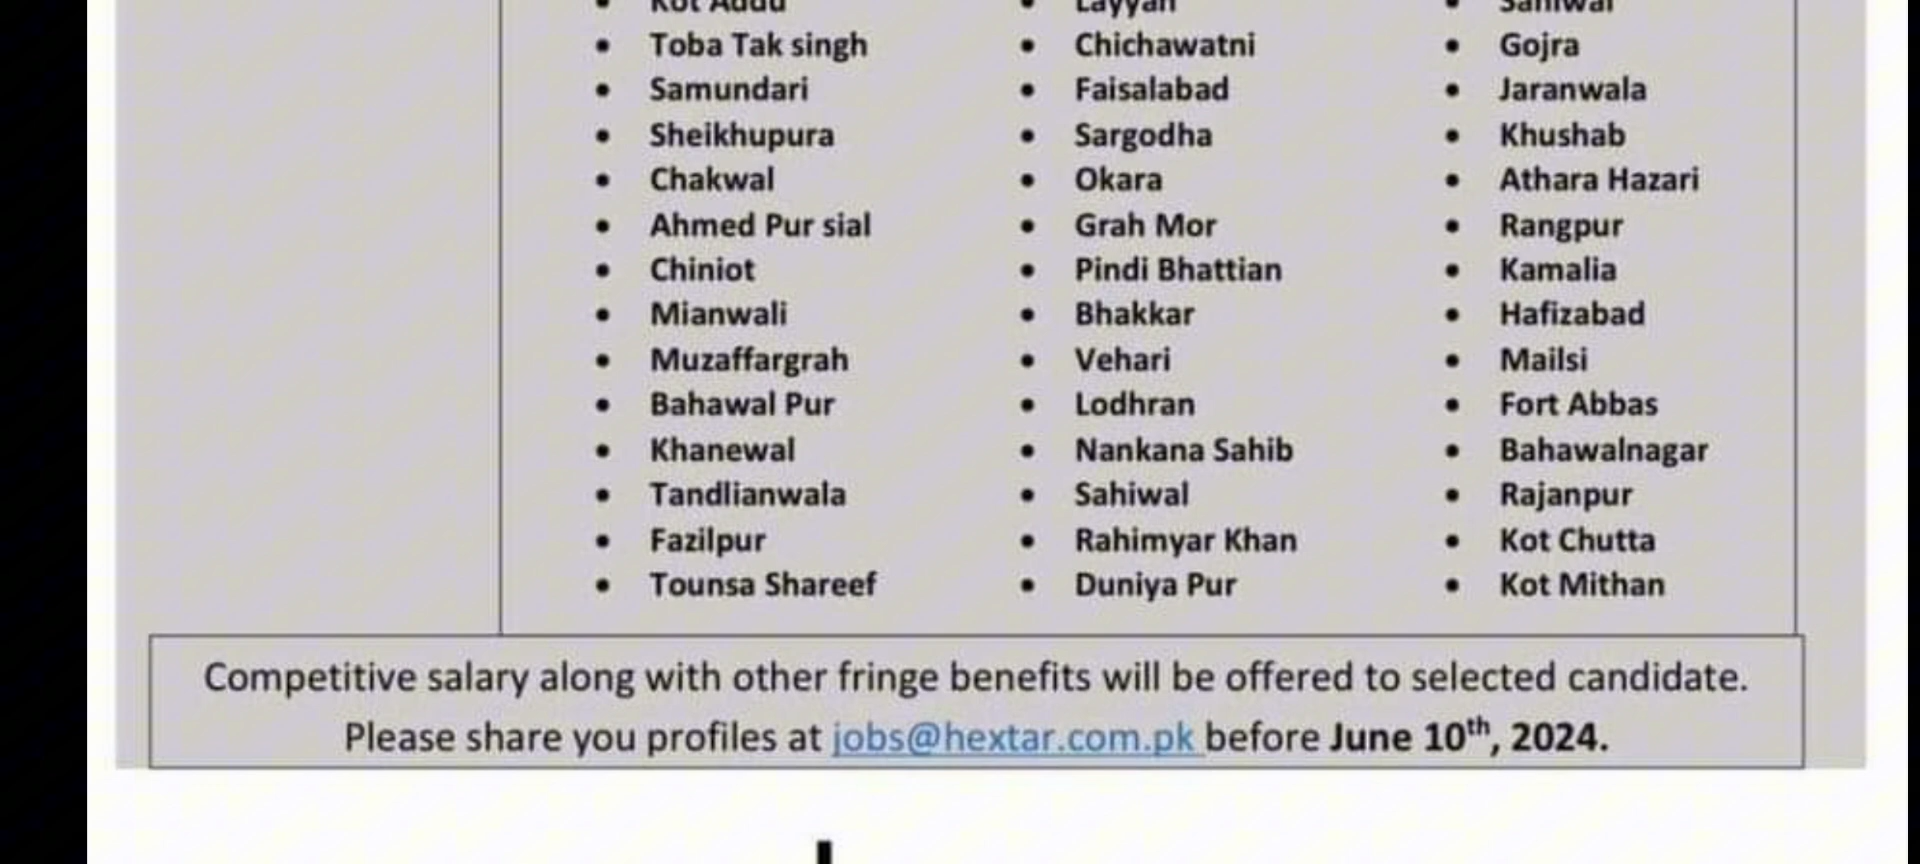 Kot Addu Layyah Sahiwal
• Toba Tak singh • Chichawatni • Gojra
• Samundari • Faisalabad • Jaranwala
• Sheikhupura • Sargodha • Khushab
• Chakwal • Okara • Athara Hazari
• Ahmed Pur sial • Grah Mor • Rangpur
• Chiniot • Pindi Bhattian • Kamalia
• Mianwali • Bhakkar • Hafizabad
• Muzaffargrah • Vehari • Mailsi
• Bahawal Pur • Lodhran • Fort Abbas
• Khanewal • Nankana Sahib • Bahawalnagar
• Tandlianwala • Sahiwal • Rajanpur
• Fazilpur • Rahimyar Khan • Kot Chutta
• Tounsa Shareef • Duniya Pur • Kot Mithan
Competitive salary along with other fringe benefits will be offered to selected candidate.
Please share you profiles at jobs@hextar.com.pk before June 10th, 2024.